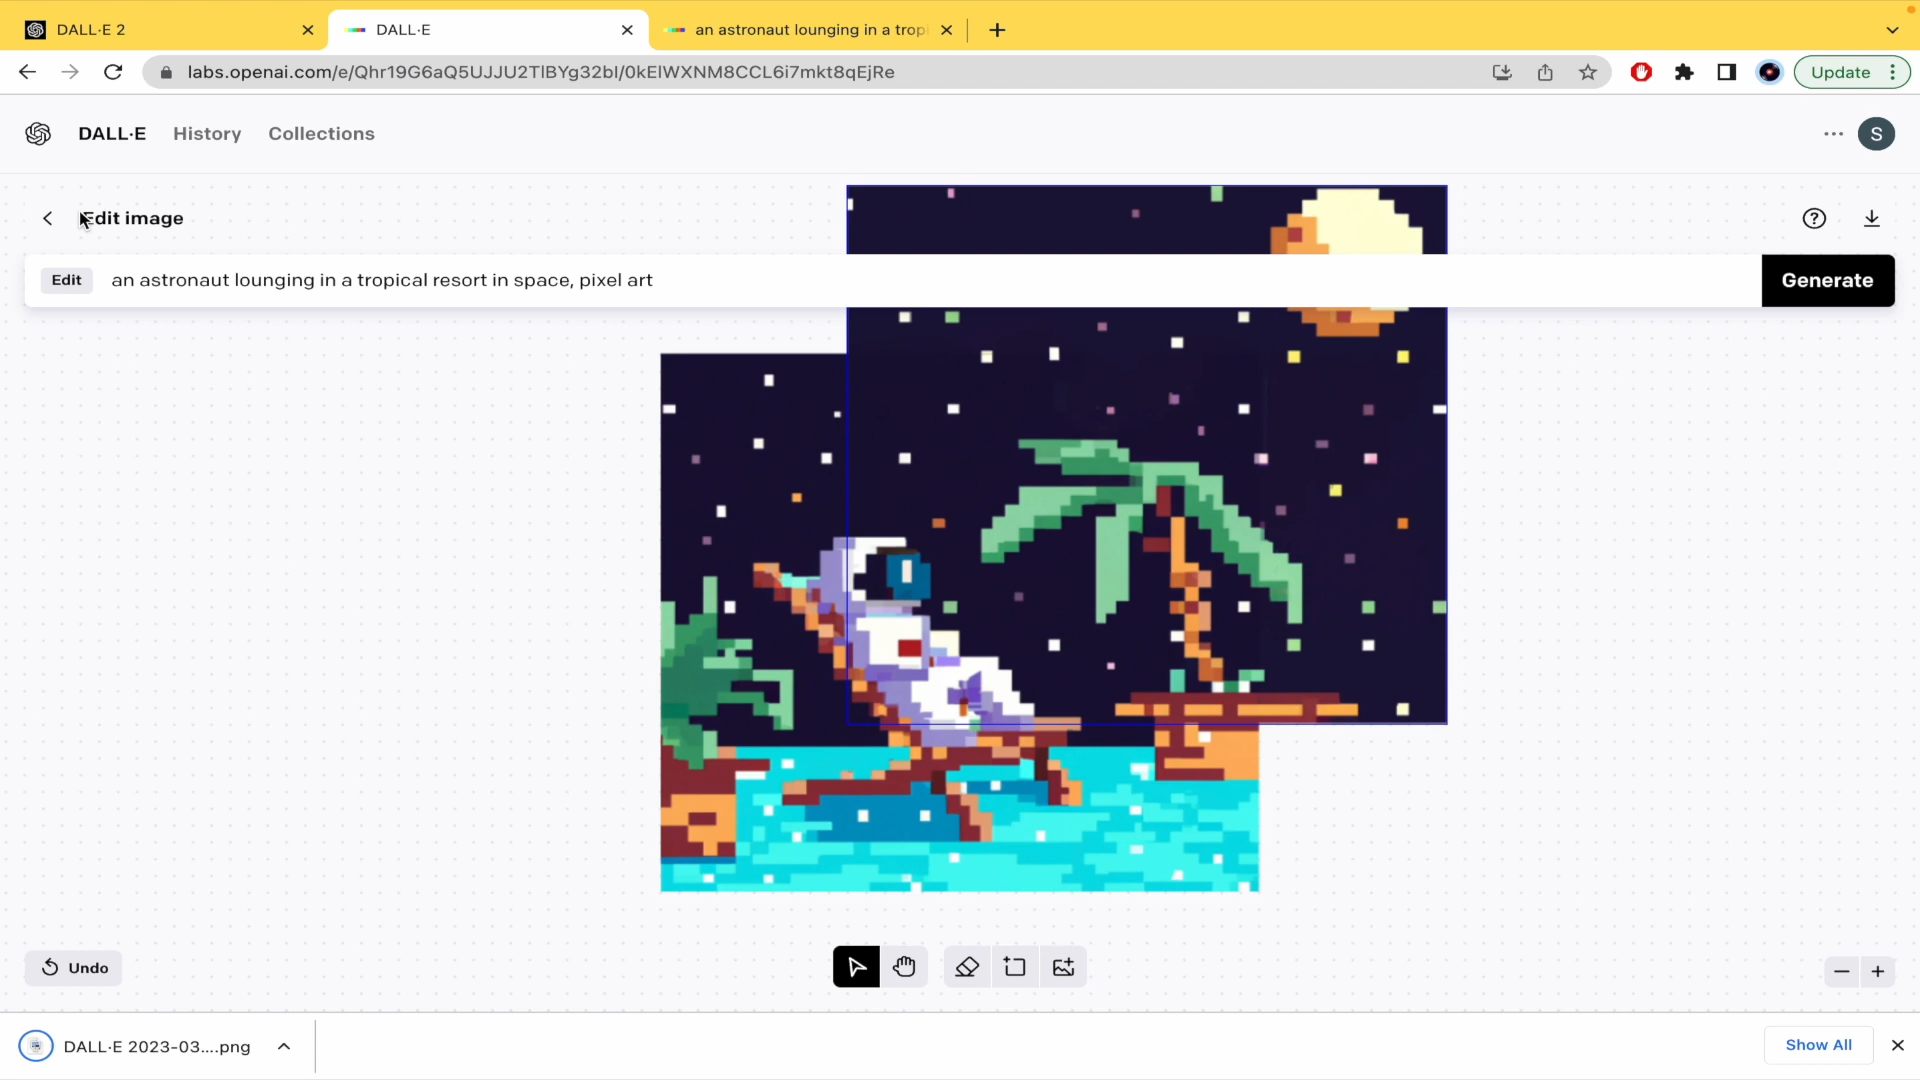 DALL·E 2
DALL·E
an astronaut lounging in a trop
labs.openai.com/e/Qhr19G6aQ5UJJU2TlBYg32bl/0kElWXNM8CCL6i7mkt8qEjRe
Update
DALL·E
History
Collections
S
Edit image
Edit
an astronaut lounging in a tropical resort in space, pixel art
Generate
Undo
DALL·E 2023-03....png
Show All